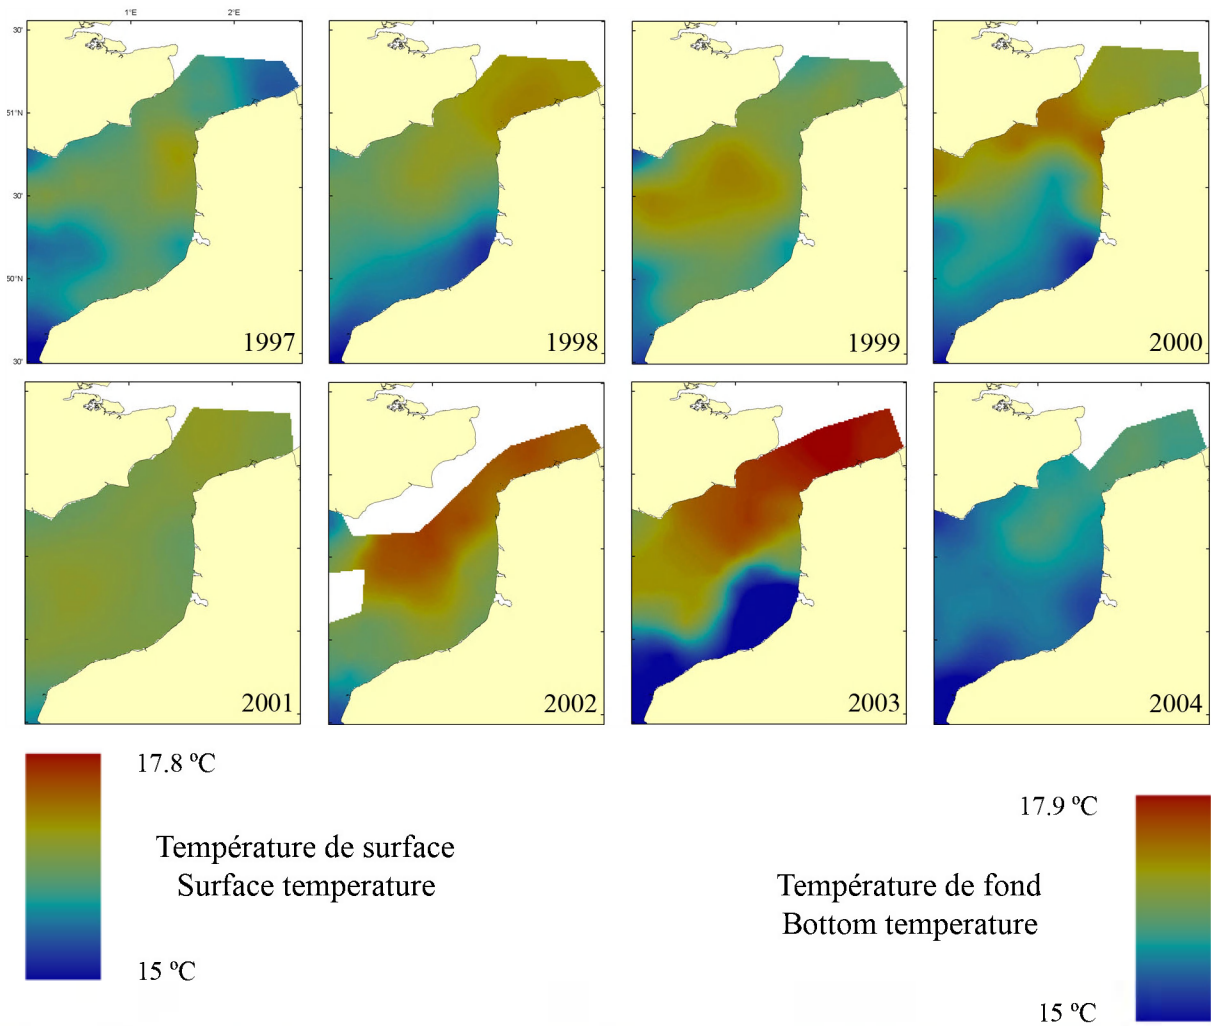 1°E 2°E
30'
51°N
30'
50°N
30'
1997
1998
1999
2000
2001
2002
2003
2004
17.8 ºC
Température de surface
Surface temperature
15 ºC
17.9 ºC
Température de fond
Bottom temperature
15 ºC